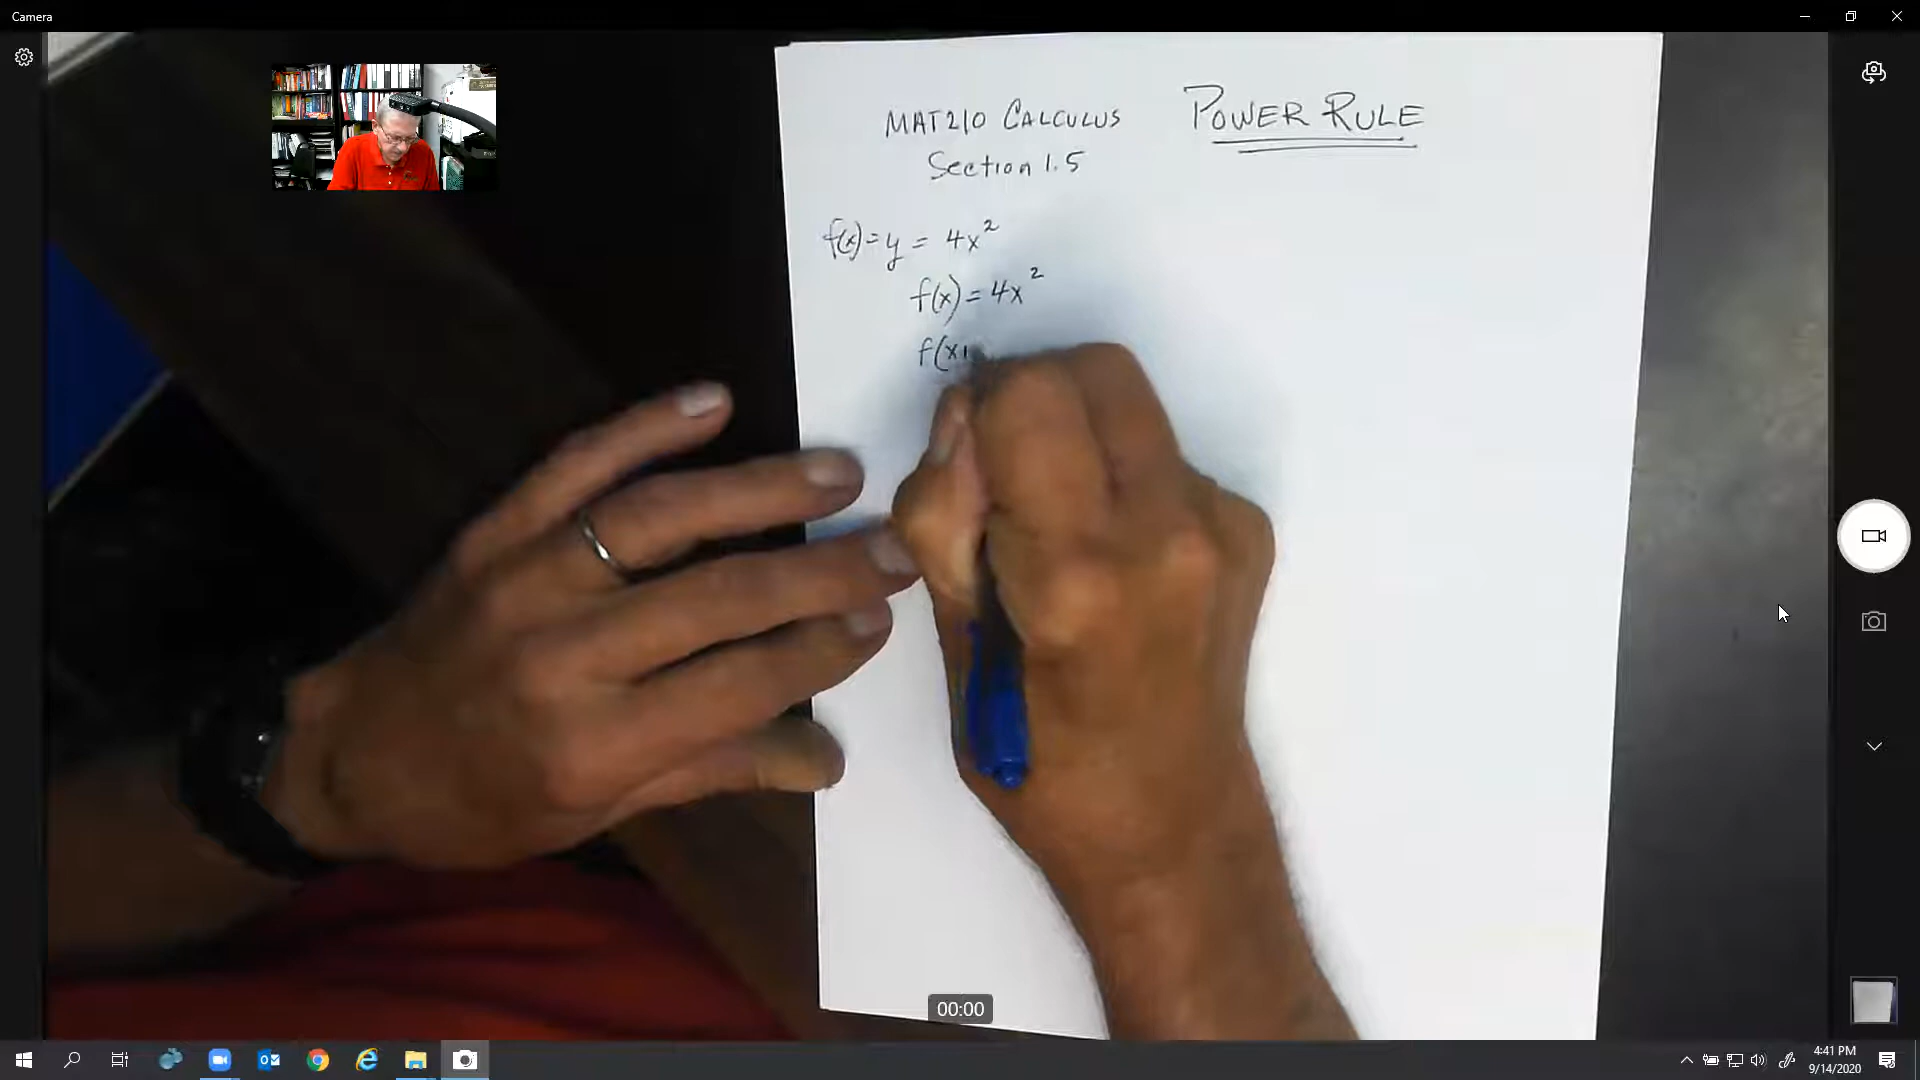 Camera
MAT210 CALCULUS
Section 1.5
POWER RULE
f(x) = y = 4x²
f(x) = 4x²
f(x
00:00
4:41 PM
9/14/2020